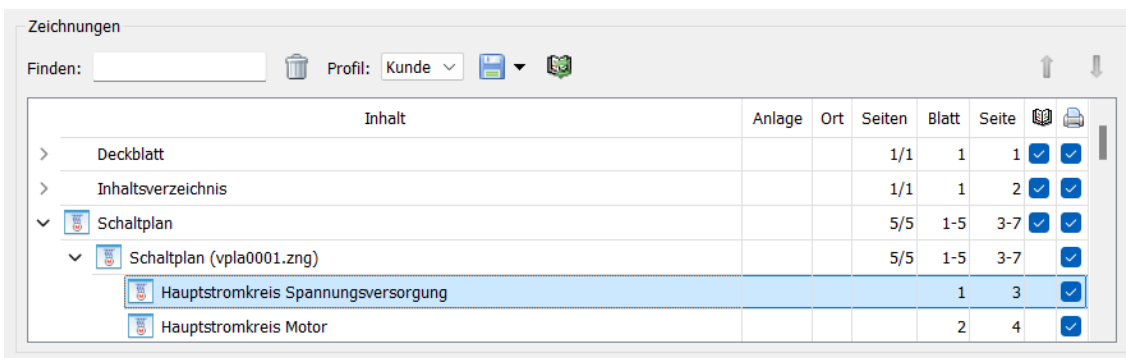 Zeichnungen
Finden: Profil: Kunde
Inhalt Anlage Ort Seiten Blatt Seite
Deckblatt 1/1 1 1
Inhaltsverzeichnis 1/1 1 2
Schaltplan 5/5 1-5 3-7
Schaltplan (vpla0001.zng) 5/5 1-5 3-7
Hauptstromkreis Spannungsversorgung 1 3
Hauptstromkreis Motor 2 4